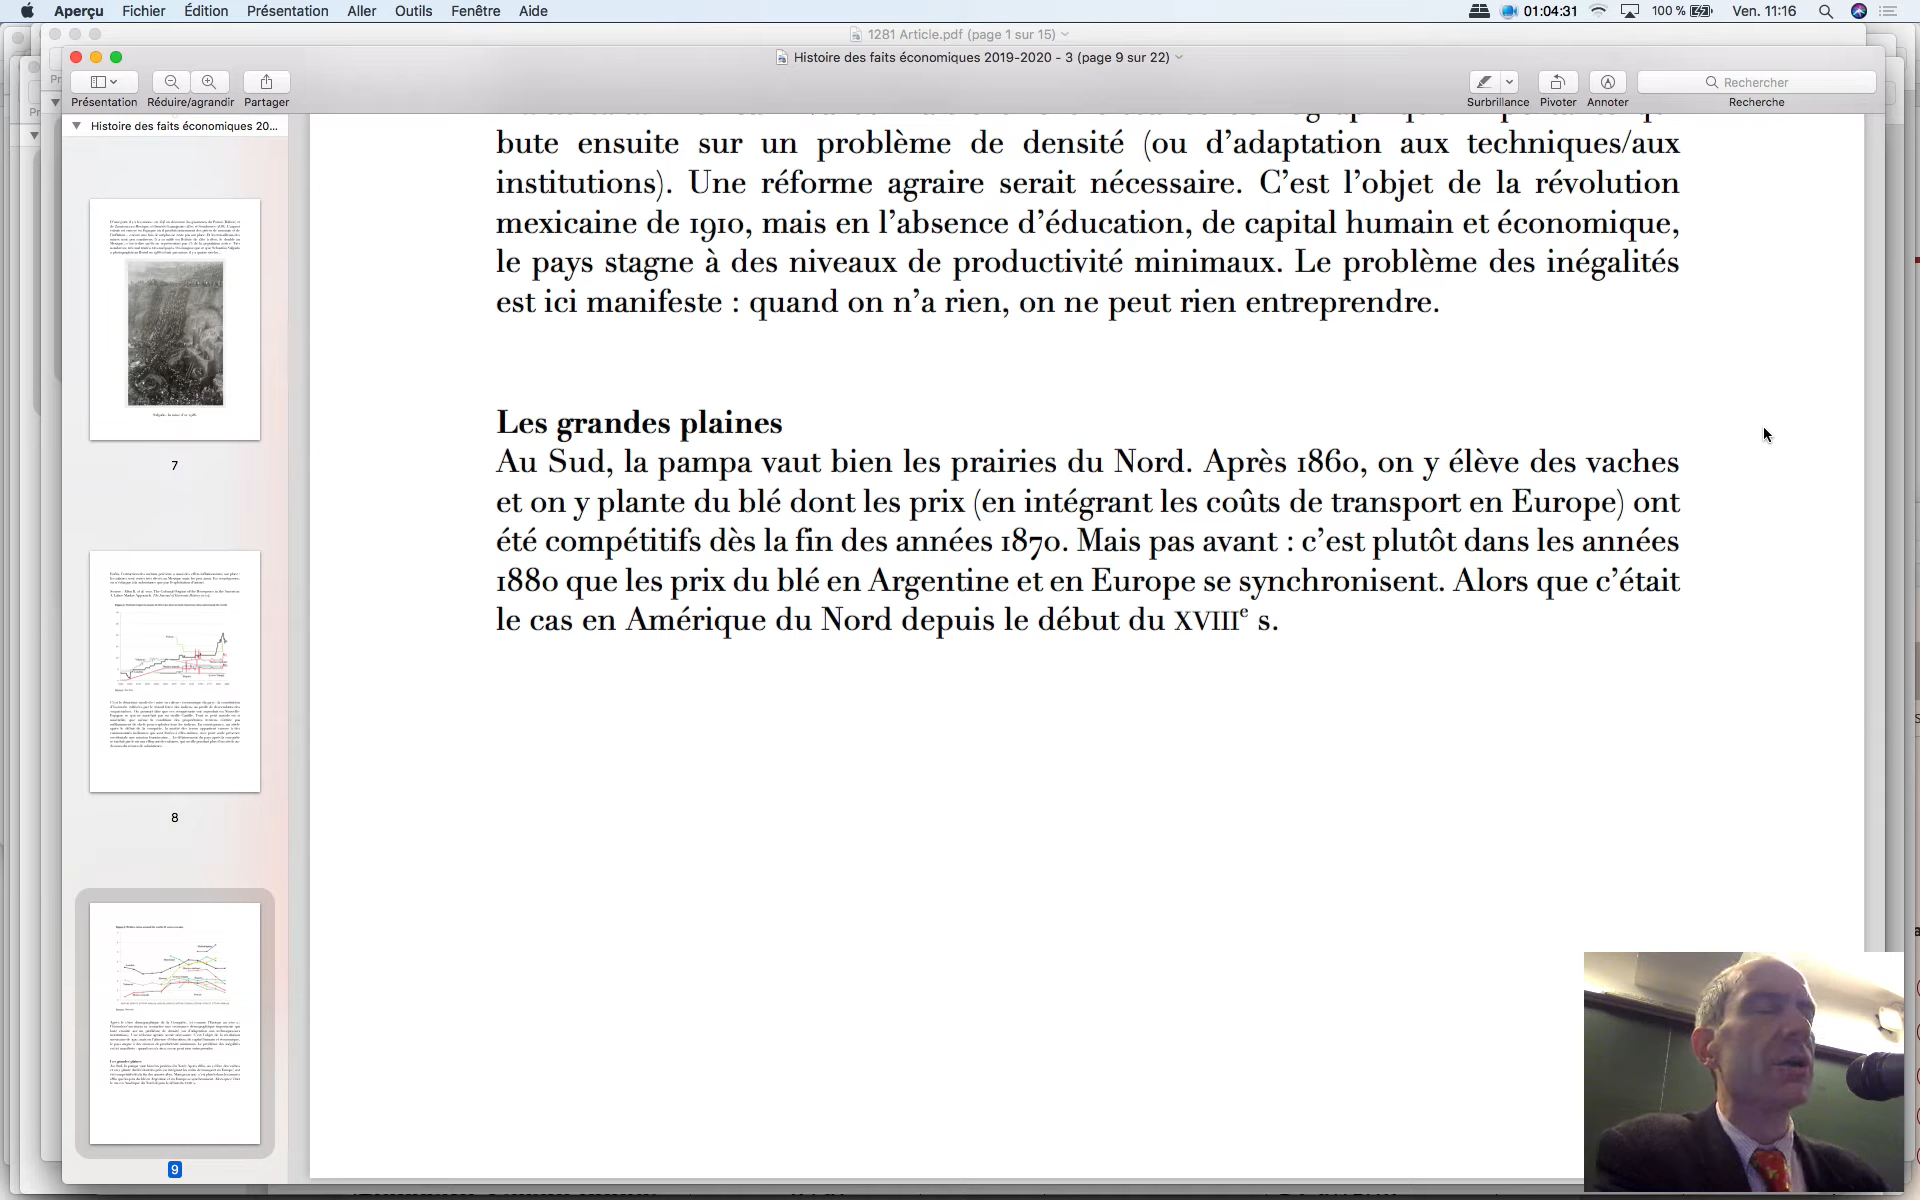 Aperçu Fichier Édition Présentation Aller Outils Fenêtre Aide 01:04:31 100 % Ven. 11:16
1281 Article.pdf (page 1 sur 15)
Histoire des faits économiques 2019-2020 - 3 (page 9 sur 22)
Rechercher
Présentation Réduire/agrandir Partager Surbrillance Pivoter Annoter Recherche
Histoire des faits économiques 20...
bute ensuite sur un problème de densité (ou d’adaptation aux techniques/aux
institutions). Une réforme agraire serait nécessaire. C’est l’objet de la révolution
mexicaine de 1910, mais en l’absence d’éducation, de capital humain et économique,
le pays stagne à des niveaux de productivité minimaux. Le problème des inégalités
est ici manifeste : quand on n’a rien, on ne peut rien entreprendre.
Les grandes plaines
Au Sud, la pampa vaut bien les prairies du Nord. Après 1860, on y élève des vaches
et on y plante du blé dont les prix (en intégrant les coûts de transport en Europe) ont
été compétitifs dès la fin des années 1870. Mais pas avant : c’est plutôt dans les années
1880 que les prix du blé en Argentine et en Europe se synchronisent. Alors que c’était
le cas en Amérique du Nord depuis le début du XVIIIe s.
7
8
9